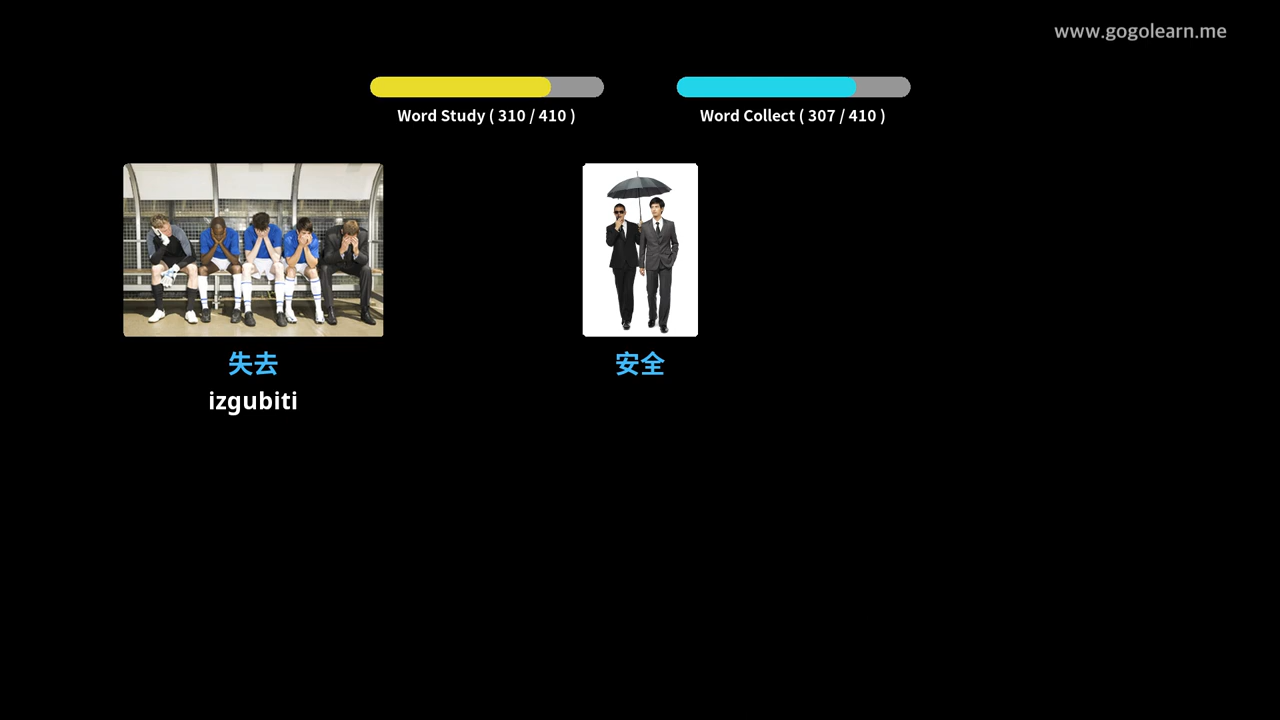 www.gogolearn.me
Word Study ( 310 / 410 )
Word Collect ( 307 / 410 )
失去
izgubiti
安全